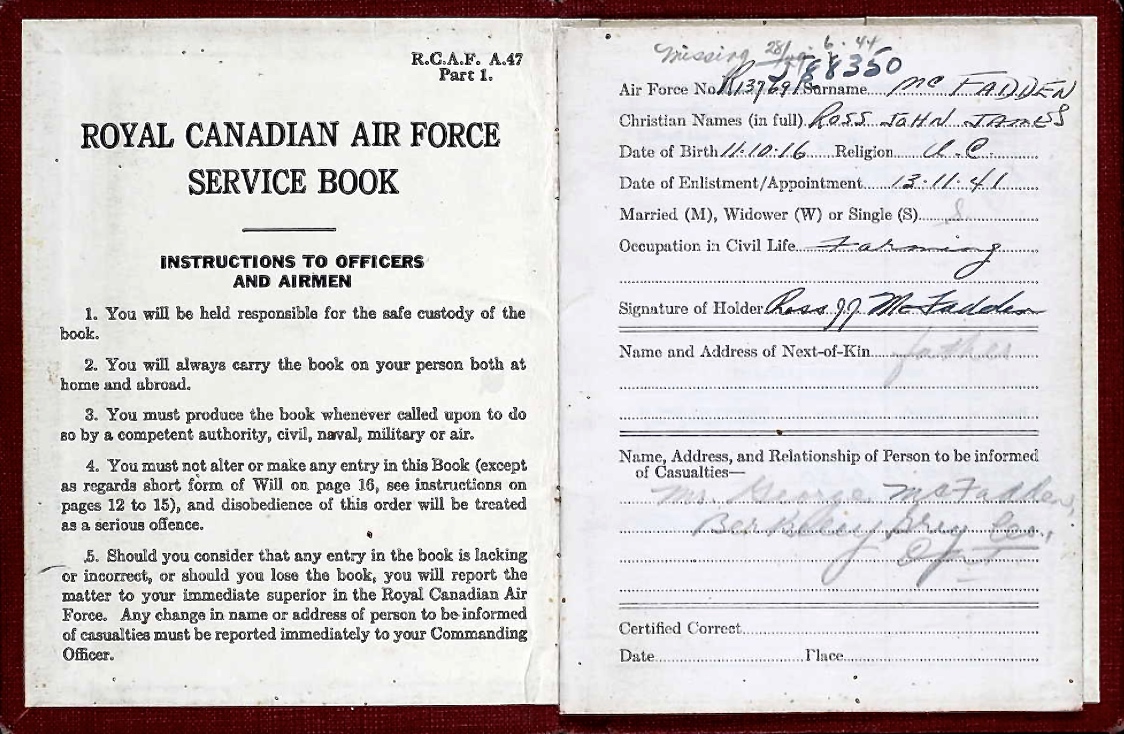 R.C.A.F. A.47
Part 1.
ROYAL CANADIAN AIR FORCE
SERVICE BOOK
INSTRUCTIONS TO OFFICERS
AND AIRMEN
1. You will be held responsible for the safe custody of the
book.
2. You will always carry the book on your person both at
home and abroad.
3. You must produce the book whenever called upon to do
so by a competent authority, civil, naval, military or air.
4. You must not alter or make any entry in this Book (except
as regards short form of Will on page 16, see instructions on
pages 12 to 15), and disobedience of this order will be treated
as a serious offence.
5. Should you consider that any entry in the book is lacking
or incorrect, or should you lose the book, you will report the
matter to your immediate superior in the Royal Canadian Air
Force. Any change in name or address of person to be informed
of casualties must be reported immediately to your Commanding
Officer.
Missing 28 6·44
J88350
Air Force No. R137691 Surname McFADDEN
Christian Names (in full) ROSS JOHN JAMES
Date of Birth 11·10·16 Religion U.C.
Date of Enlistment/Appointment 13·11·41
Married (M), Widower (W) or Single (S) S
Occupation in Civil Life Farming
Signature of Holder Ross J.J. McFadden
Name and Address of Next-of-Kin father
Name, Address, and Relationship of Person to be informed
of Casualties—
Mr George McFadden,
Berkeley Grey Co.,
Certified Correct
Date Place